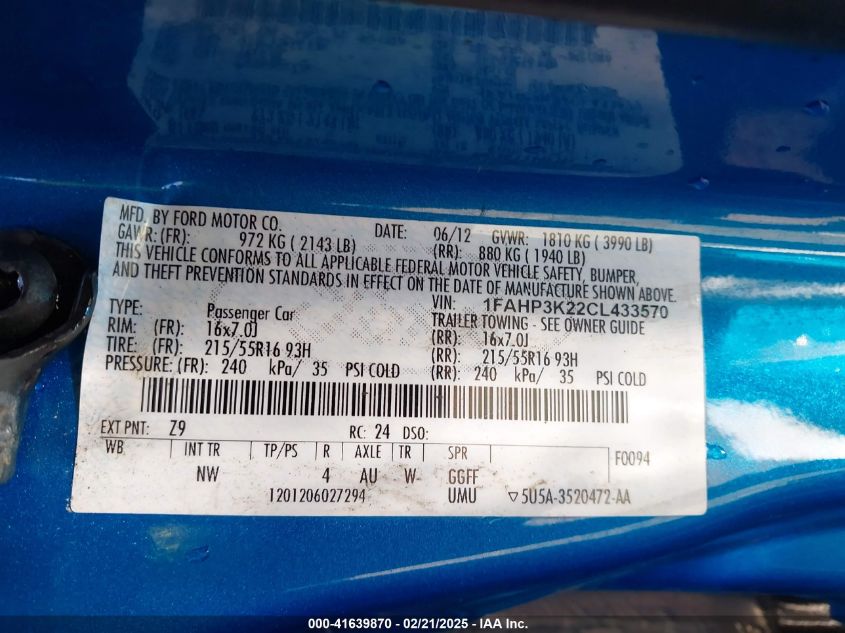 MFD. BY FORD MOTOR CO. DATE: 06/12 GVWR: 1810 KG ( 3990 LB)
GAWR: (FR): 972 KG ( 2143 LB) (RR): 880 KG ( 1940 LB)
THIS VEHICLE CONFORMS TO ALL APPLICABLE FEDERAL MOTOR VEHICLE SAFETY, BUMPER,
AND THEFT PREVENTION STANDARDS IN EFFECT ON THE DATE OF MANUFACTURE SHOWN ABOVE.
VIN: 1FAHP3K22CL433570
TYPE: Passenger Car TRAILER TOWING - SEE OWNER GUIDE
RIM: (FR): 16x7.0J (RR): 16x7.0J
TIRE: (FR): 215/55R16 93H (RR): 215/55R16 93H
PRESSURE: (FR): 240 kPa/ 35 PSI COLD (RR): 240 kPa/ 35 PSI COLD
EXT PNT: Z9 RC: 24 DSO:
WB INT TR TP/PS R AXLE TR SPR F0094
NW 4 AU W GGFF
1201206027294 UMU ▽5U5A-3520472-AA
000-41639870 - 02/21/2025 - IAA Inc.